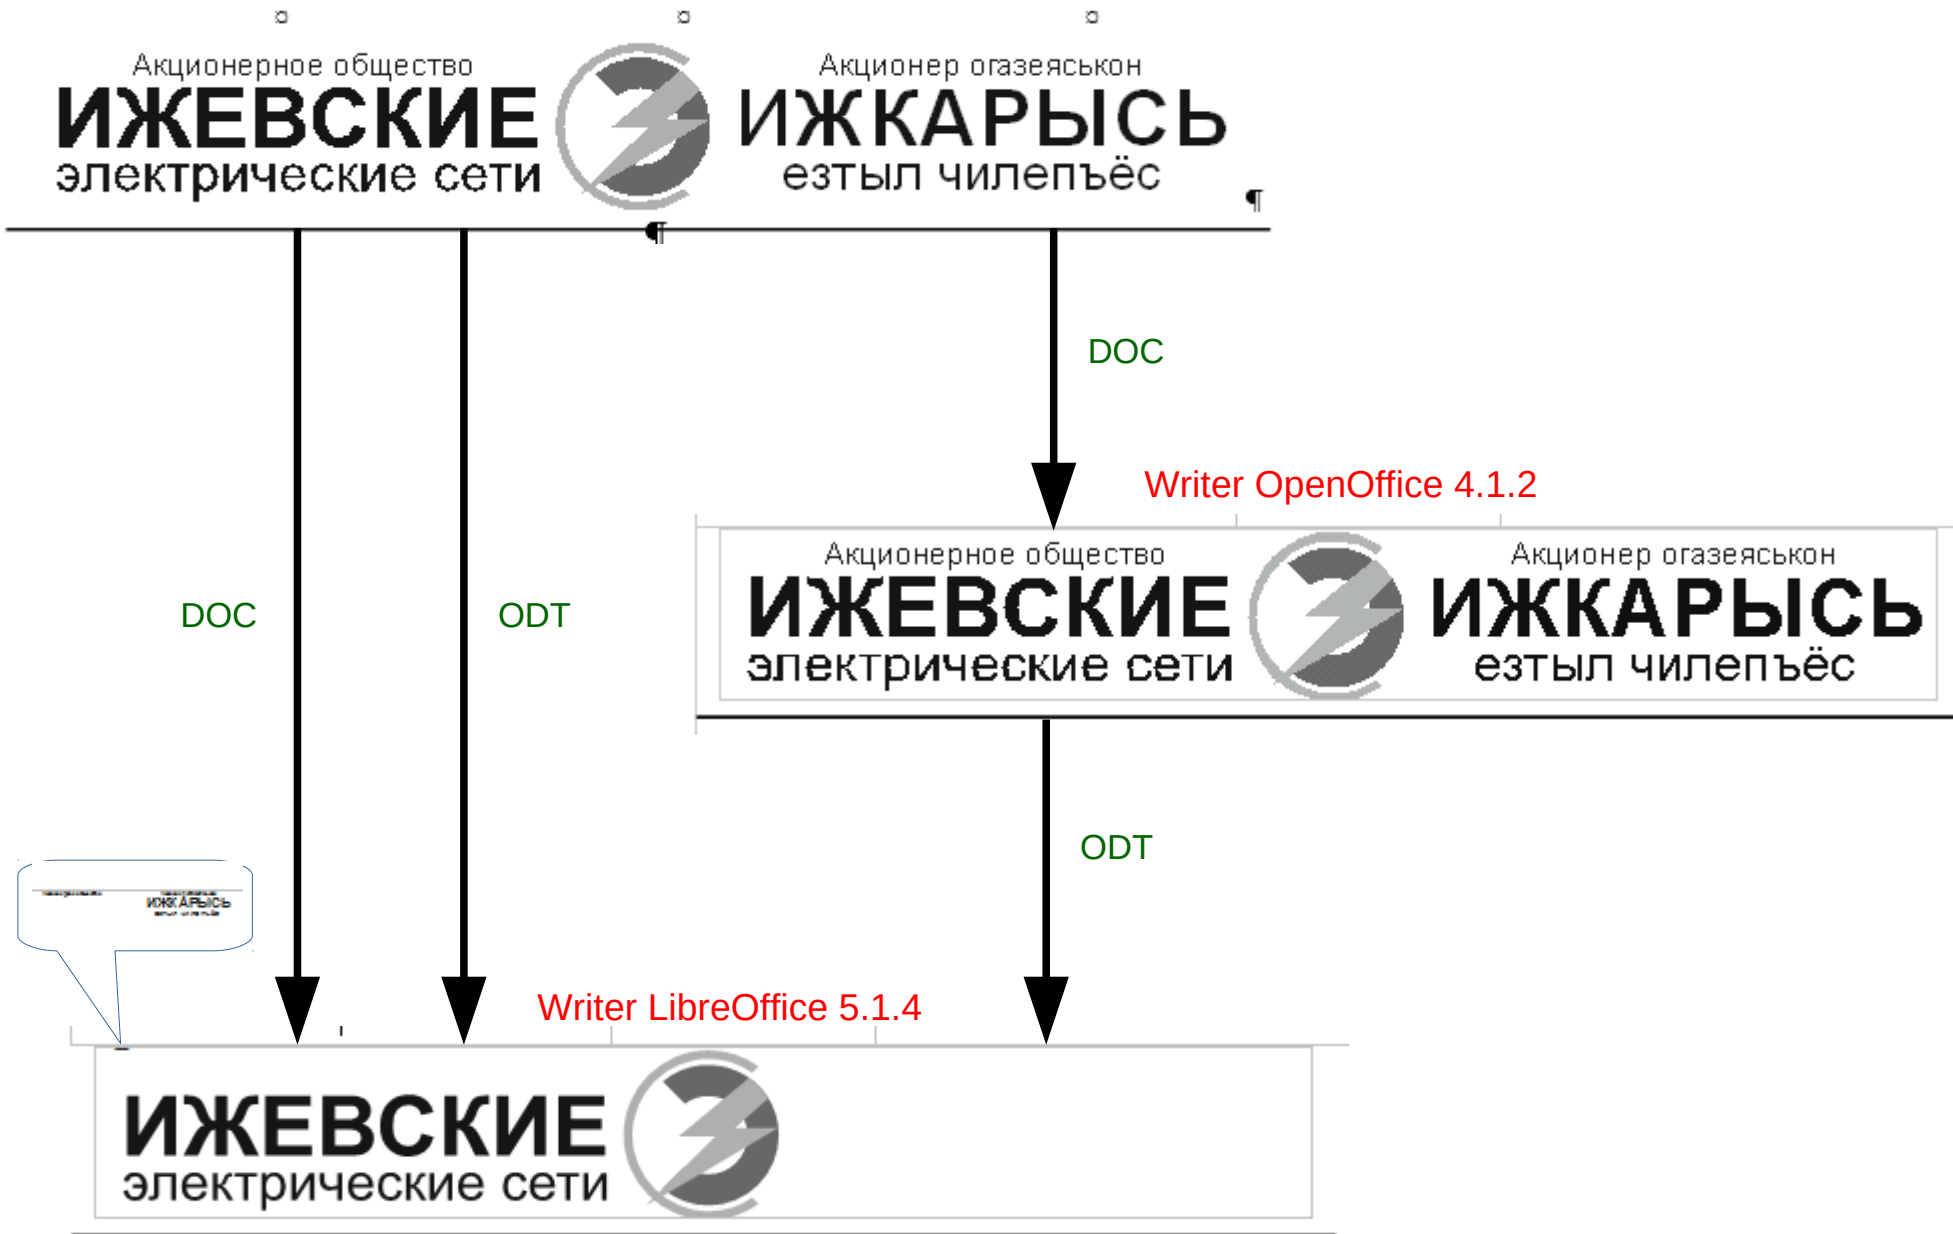 Акционерное общество
ИЖЕВСКИЕ
электрические сети
Акционер огазеяськон
ИЖКАРЫСЬ
езтыл чилепъёс
¶
¶
DOC
Writer OpenOffice 4.1.2
Акционерное общество
ИЖЕВСКИЕ
электрические сети
Акционер огазеяськон
ИЖКАРЫСЬ
езтыл чилепъёс
DOC
ODT
ODT
ИЖКАРЫСЬ
Writer LibreOffice 5.1.4
ИЖЕВСКИЕ
электрические сети